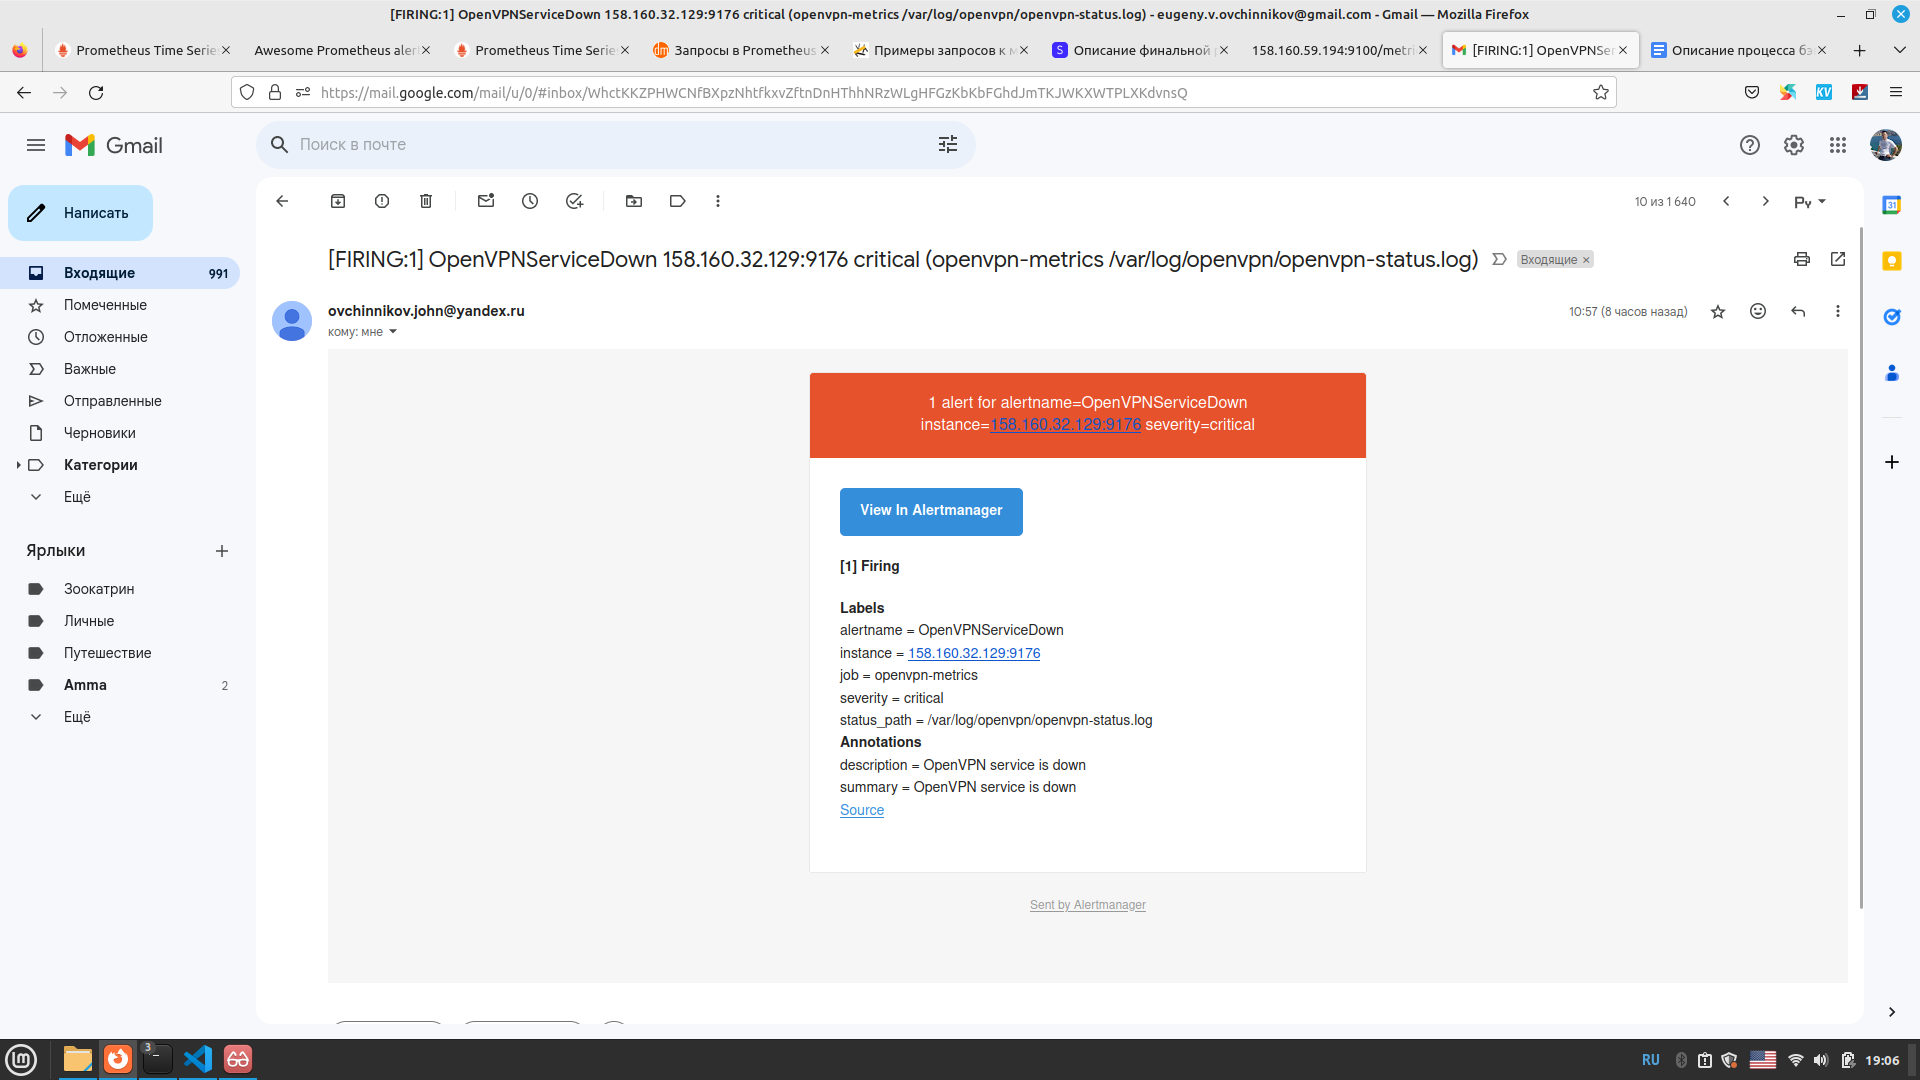 [FIRING:1] OpenVPNServiceDown 158.160.32.129:9176 critical (openvpn-metrics /var/log/openvpn/openvpn-status.log) - eugeny.v.ovchinnikov@gmail.com - Gmail — Mozilla Firefox
Prometheus Time Serie
Awesome Prometheus aler
Prometheus Time Serie
Запросы в Prometheus
Примеры запросов к м
Описание финальной р
158.160.59.194:9100/metri
[FIRING:1] OpenVPNSer
Описание процесса бэ
https://mail.google.com/mail/u/0/#inbox/WhctKKZPHWCNfBXpzNhtfkxvZftnDnHThhNRzWLgHFGzKbKbFGhdJmTKJWKXWTPLXKdvnsQ
Gmail
Поиск в почте
Написать
10 из 1 640
Ру
Входящие 991
Помеченные
Отложенные
Важные
Отправленные
Черновики
Категории
Ещё
Ярлыки
Зоокатрин
Личные
Путешествие
Amma 2
Ещё
[FIRING:1] OpenVPNServiceDown 158.160.32.129:9176 critical (openvpn-metrics /var/log/openvpn/openvpn-status.log)
Входящие ×
ovchinnikov.john@yandex.ru
10:57 (8 часов назад)
кому: мне
1 alert for alertname=OpenVPNServiceDown
instance=158.160.32.129:9176 severity=critical
View In Alertmanager
[1] Firing
Labels
alertname = OpenVPNServiceDown
instance = 158.160.32.129:9176
job = openvpn-metrics
severity = critical
status_path = /var/log/openvpn/openvpn-status.log
Annotations
description = OpenVPN service is down
summary = OpenVPN service is down
Source
Sent by Alertmanager
31
KV
3
RU
19:06